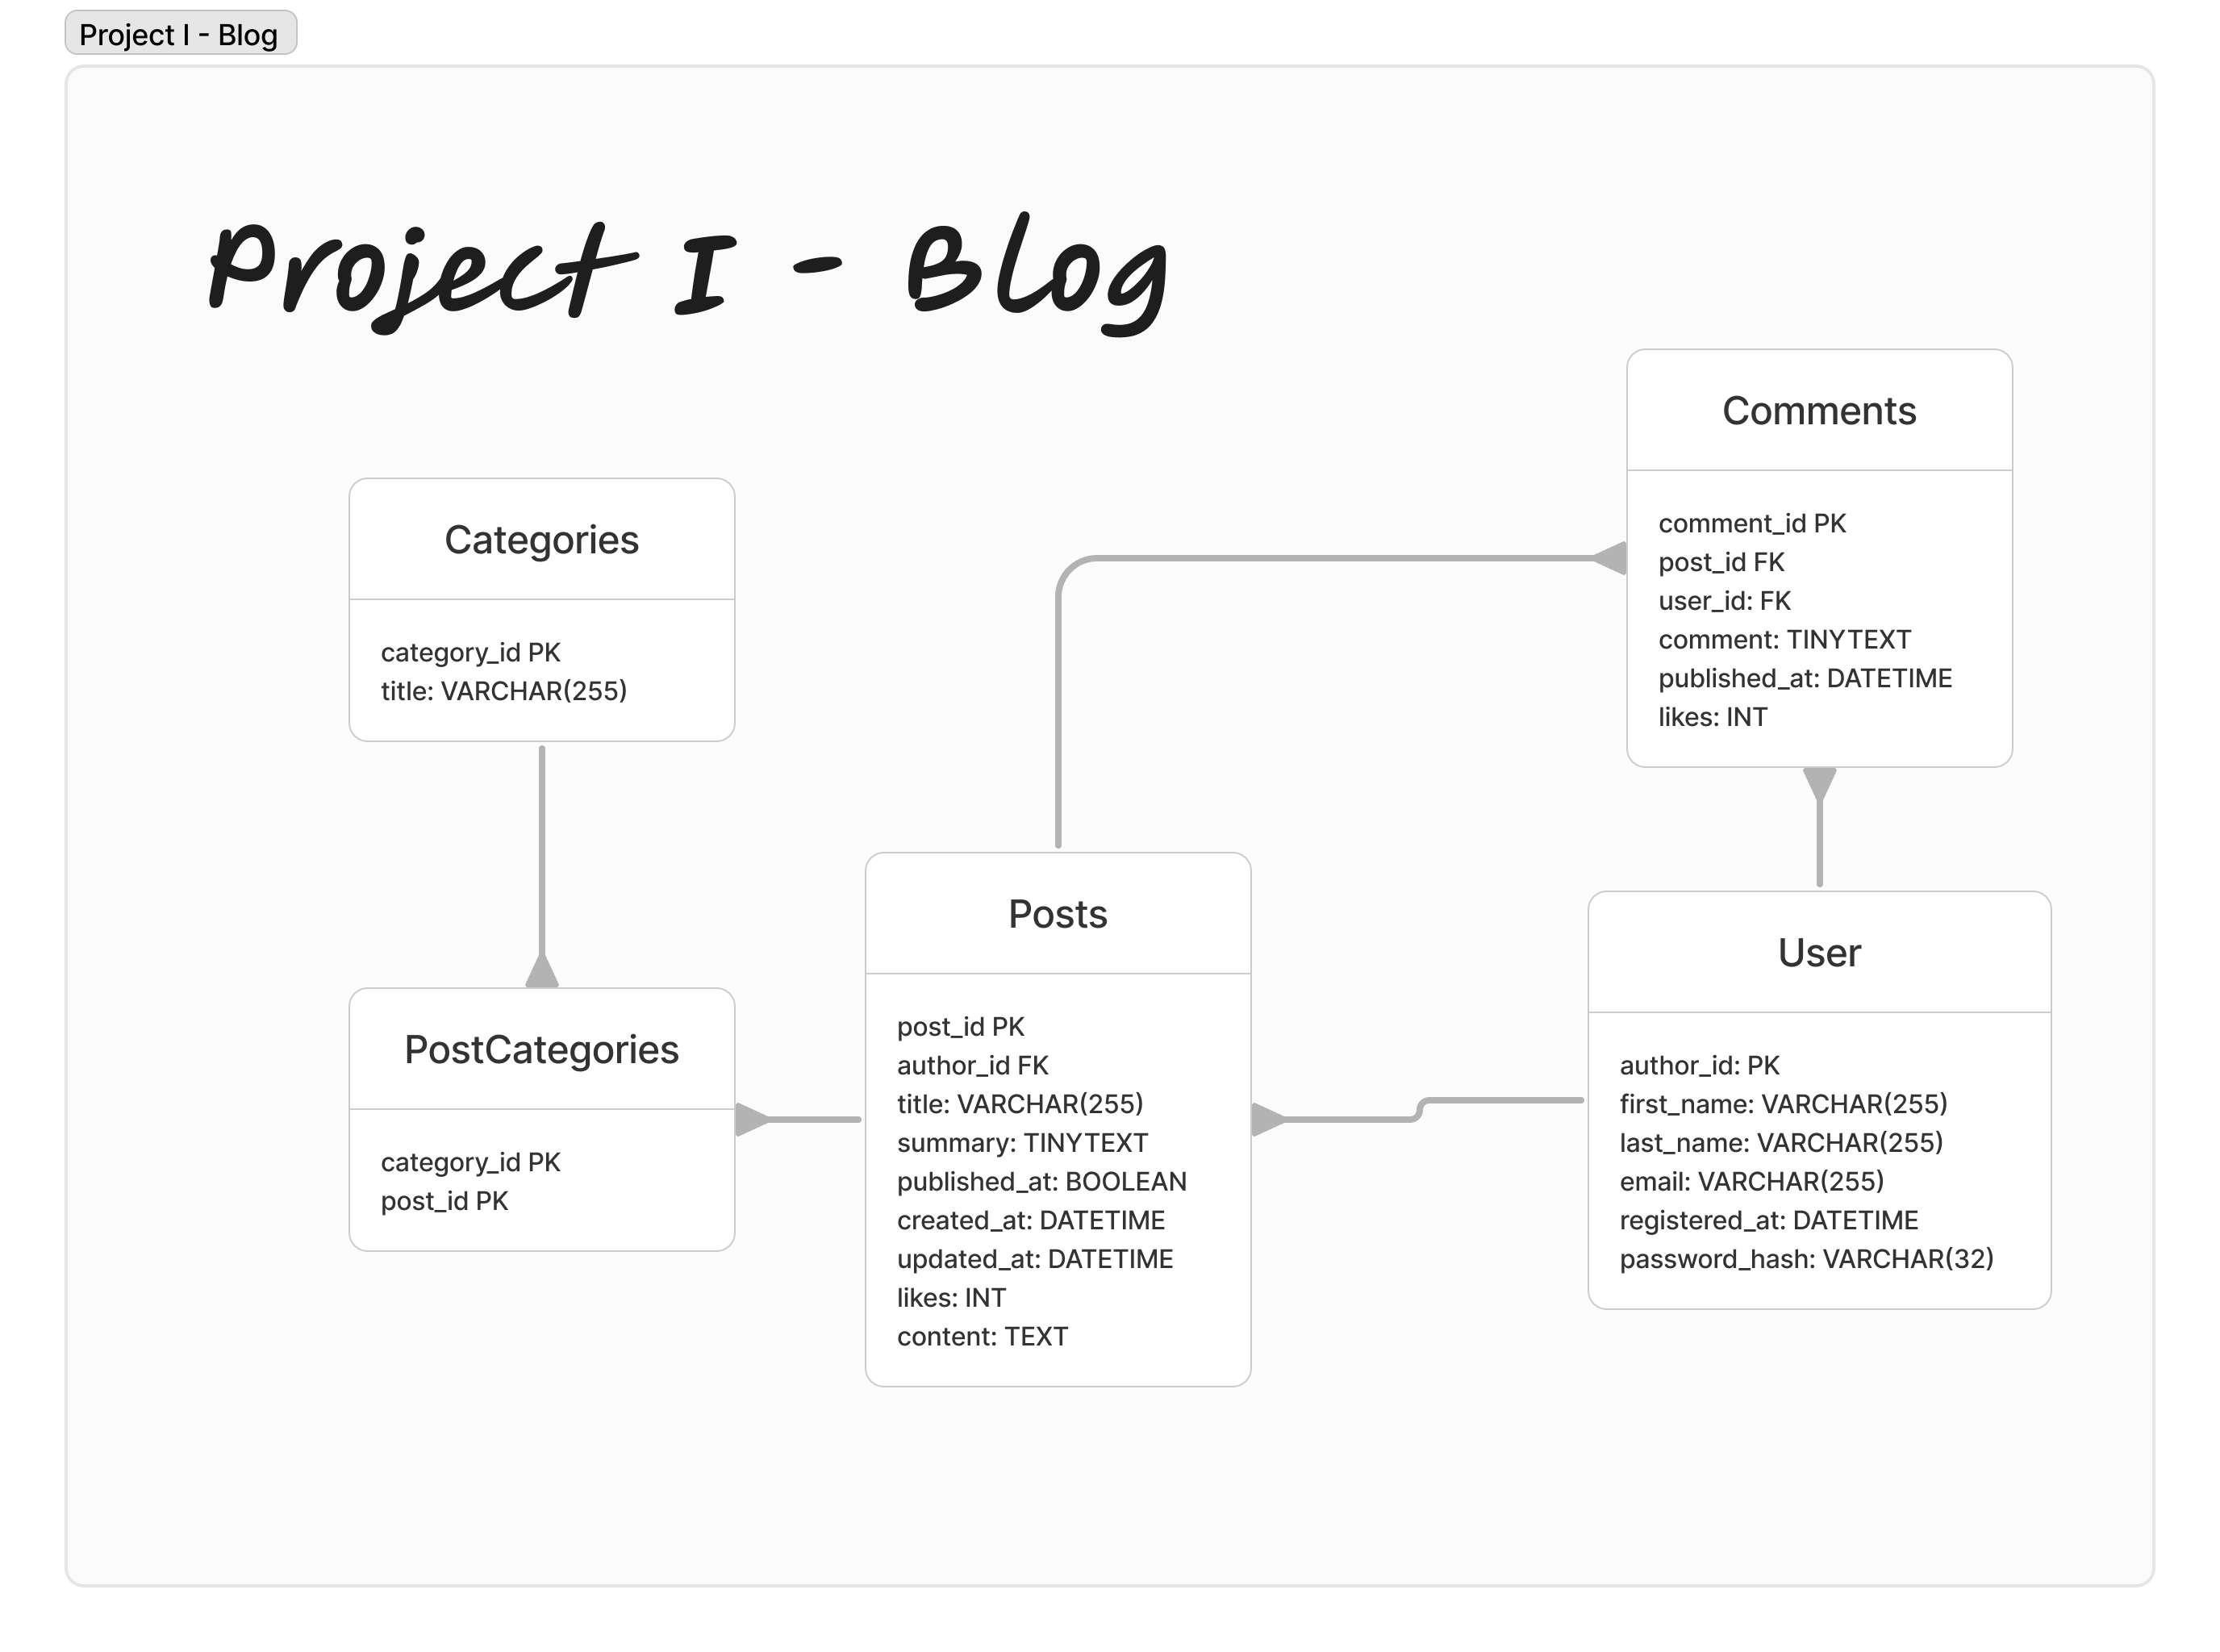 Project I - Blog
Project I - Blog
Categories
category_id PK
title: VARCHAR(255)
PostCategories
category_id PK
post_id PK
Posts
post_id PK
author_id FK
title: VARCHAR(255)
summary: TINYTEXT
published_at: BOOLEAN
created_at: DATETIME
updated_at: DATETIME
likes: INT
content: TEXT
Comments
comment_id PK
post_id FK
user_id: FK
comment: TINYTEXT
published_at: DATETIME
likes: INT
User
author_id: PK
first_name: VARCHAR(255)
last_name: VARCHAR(255)
email: VARCHAR(255)
registered_at: DATETIME
password_hash: VARCHAR(32)